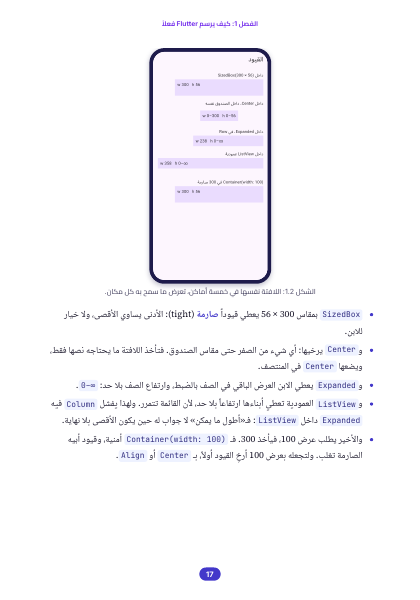 الفصل 1: كيف يرسم Flutter فعلاً
القيود
داخل SizedBox(300 × 56)
w 300 h 56
داخل Center، داخل الصندوق نفسه
w 0–300 h 0–56
Expanded في Row
w 238 h 0–∞
داخل ListView عمودية
w 358 h 0–∞
Container(width: 100) في 300 صارمة
w 300 h 56
الشكل 1.2: اللافتة نفسها في خمسة أماكن، تعرض ما سمح به كل مكان.
• SizedBox بمقاس 300 × 56 يعطي قيوداً صارمة (tight): الأدنى يساوي الأقصى، ولا خيار
للابن.
• وCenter يرخيها: أي شيء من الصفر حتى مقاس الصندوق. فتأخذ اللافتة ما يحتاجه نصها فقط،
ويضعها Center في المنتصف.
• وExpanded يعطي الابن العرض الباقي في الصف بالضبط، وارتفاع الصف بلا حد: 0–∞.
• وListView العمودية تعطي أبناءها ارتفاعاً بلا حد، لأن القائمة تتمرر. ولهذا يفشل Column فيه
Expanded داخل ListView: فـ«أطول ما يمكن» لا جواب له حين يكون الأقصى بلا نهاية.
• والأخير يطلب عرض 100، فيأخذ 300. فـ Container(width: 100) أمنية، وقيود أبيه
الصارمة تغلب. ولتجعله بعرض 100 أرخِ القيود أولاً، بـ Center أو Align.
17